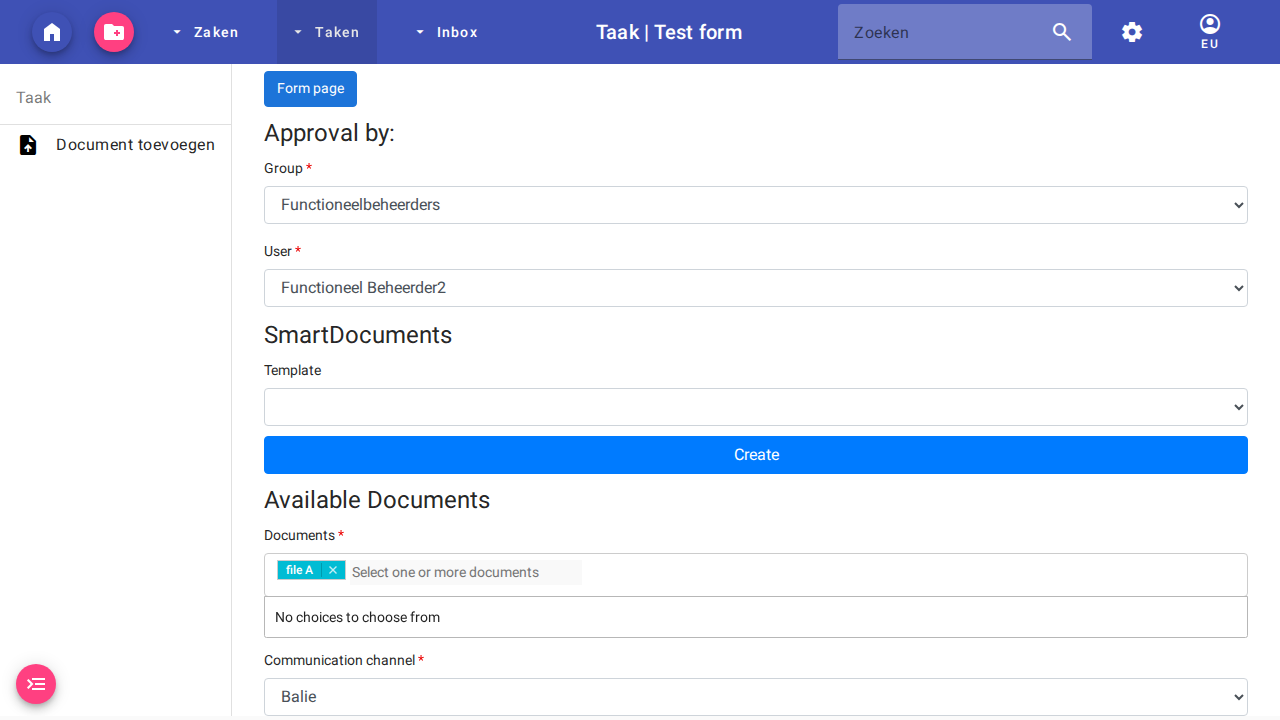 Zaken
Taken
Inbox
Taak | Test form
Zoeken
EU
Taak
Document toevoegen
Form page
Approval by:
Group *
Functioneelbeheerders
User *
Functioneel Beheerder2
SmartDocuments
Template
Create
Available Documents
Documents *
file A
Select one or more documents
No choices to choose from
Communication channel *
Balie